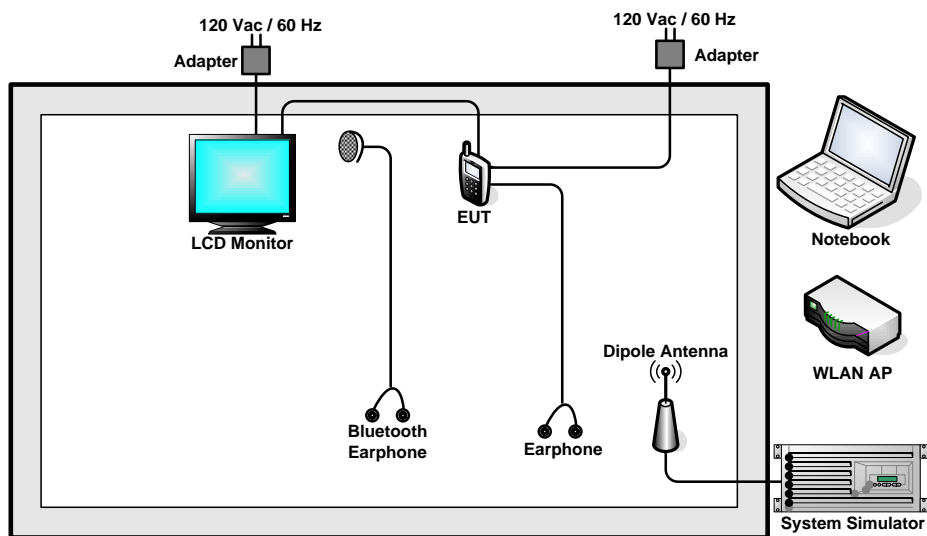 120 Vac / 60 Hz
120 Vac / 60 Hz
Adapter
Adapter
LCD Monitor
EUT
Notebook
WLAN AP
Dipole Antenna
Bluetooth
Earphone
Earphone
System Simulator